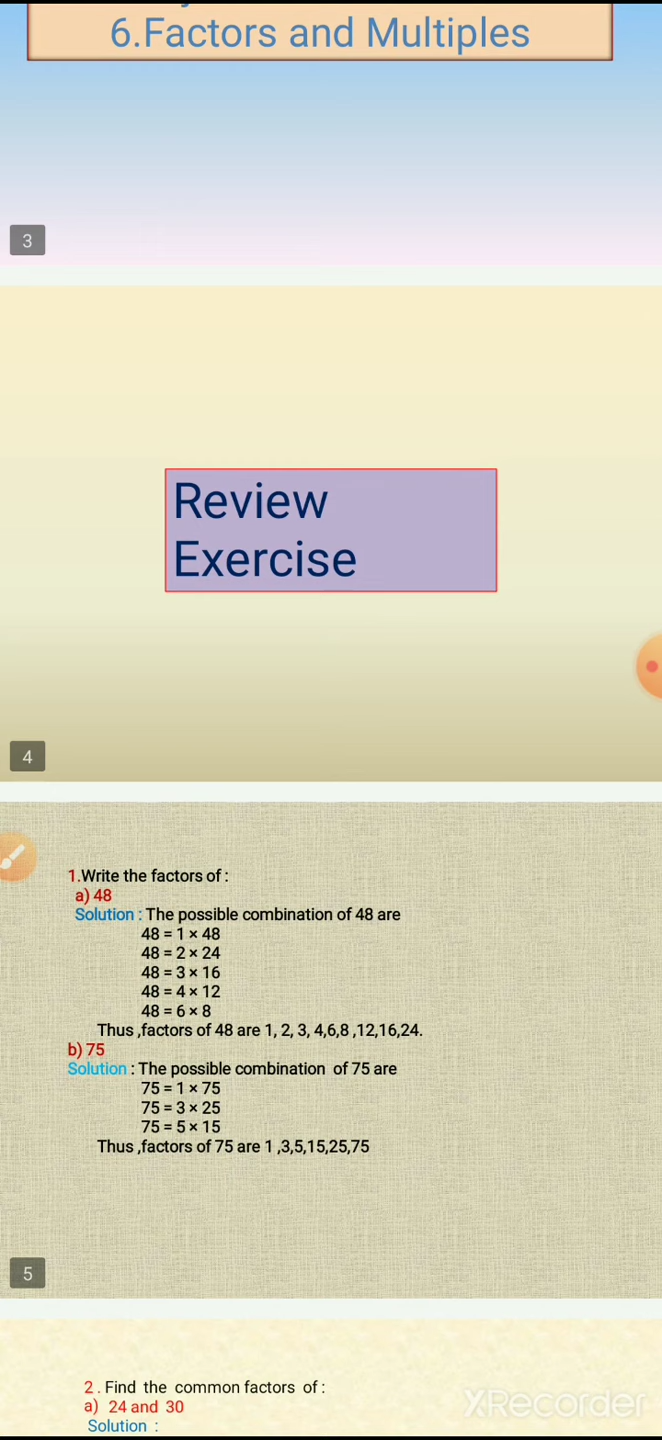 6.Factors and Multiples
3
Review
Exercise
4
1.Write the factors of :
a) 48
Solution : The possible combination of 48 are
48 = 1 × 48
48 = 2 × 24
48 = 3 × 16
48 = 4 × 12
48 = 6 × 8
Thus ,factors of 48 are 1, 2, 3, 4,6,8 ,12,16,24.
b) 75
Solution : The possible combination of 75 are
75 = 1 × 75
75 = 3 × 25
75 = 5 × 15
Thus ,factors of 75 are 1 ,3,5,15,25,75
5
2 . Find the common factors of :
a) 24 and 30
Solution :
XRecorder